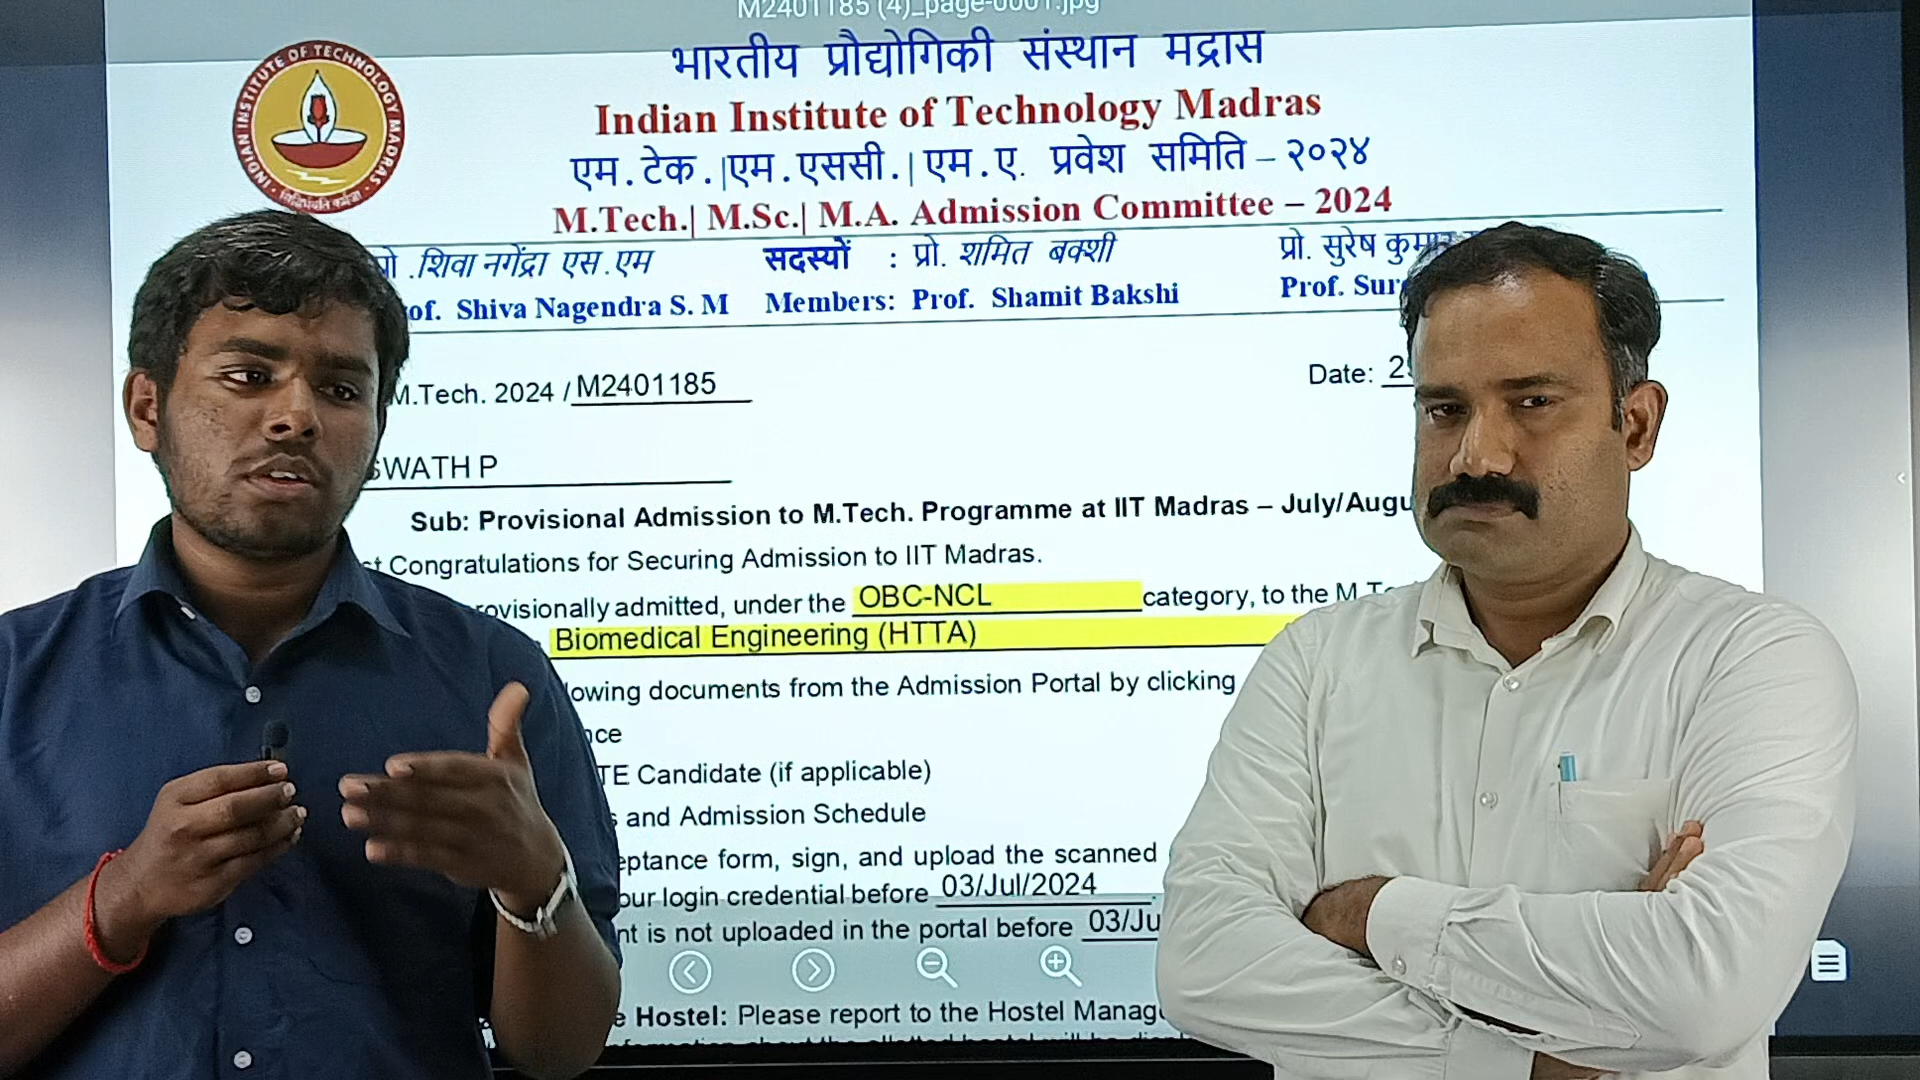 M2401185 (4)_page-0001.jpg
भारतीय प्रौद्योगिकी संस्थान मद्रास
INDIAN INSTITUTE OF TECHNOLOGY MADRAS
Indian Institute of Technology Madras
एम.टेक.|एम.एससी.|एम.ए. प्रवेश समिति – २०२४
M.Tech.| M.Sc.| M.A. Admission Committee – 2024
.शिवा नगेंद्रा एस.एम सदस्यों : प्रो. शमित बक्शी प्रो. सुरेष
Shiva Nagendra S. M Members: Prof. Shamit Bakshi Prof.
M.Tech. 2024 / M2401185 Date:
SWATH P
Sub: Provisional Admission to M.Tech. Programme at IIT Madras – July/Augu
Congratulations for Securing Admission to IIT Madras.
rovisionally admitted, under the OBC-NCL category, to the M.Te
Biomedical Engineering (HTTA)
lowing documents from the Admission Portal by clicking
nce
TE Candidate (if applicable)
and Admission Schedule
eptance form, sign, and upload the scanned
our login credential before 03/Jul/2024
nt is not uploaded in the portal before 03/Ju
e Hostel: Please report to the Hostel Manag